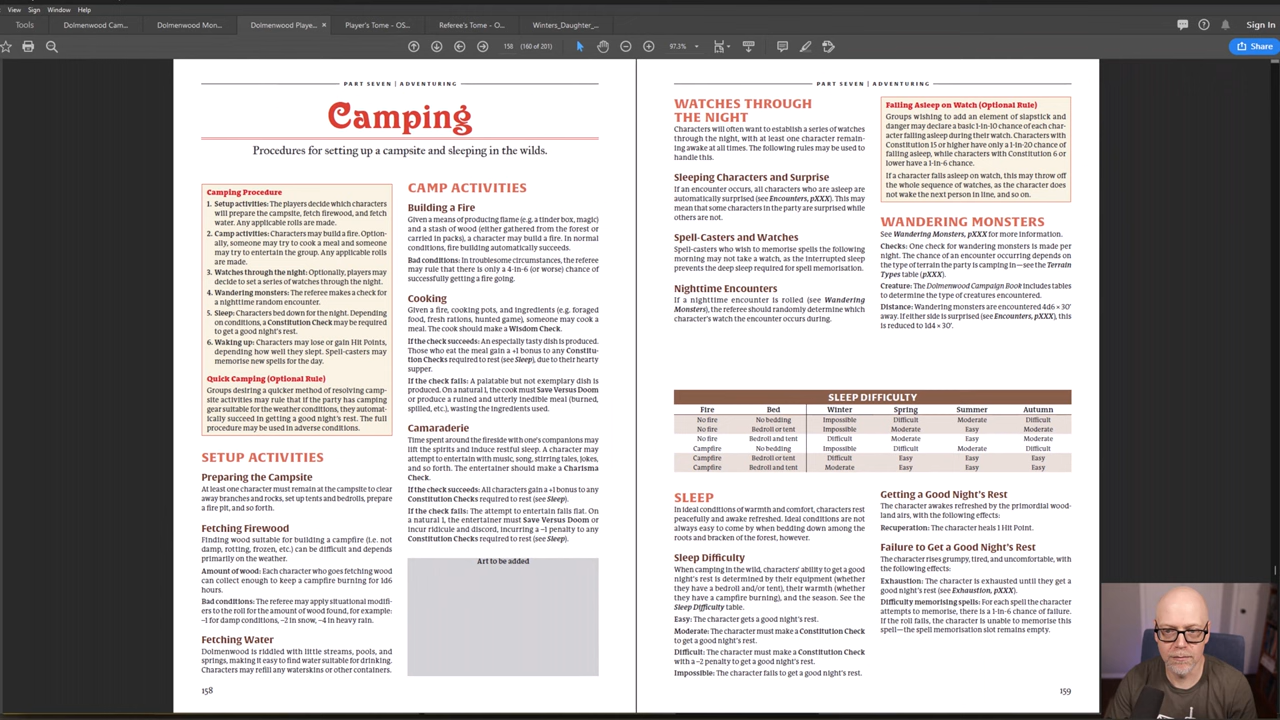 View Sign Window Help
Tools Dolmenwood Cam... Dolmenwood Mon... Dolmenwood Playe... × Player's Tome - OS... Referee's Tome - O... Winters_Daughter_... Sign In
158 (160 of 201) 97.3% Share
PART SEVEN | ADVENTURING
Camping
Procedures for setting up a campsite and sleeping in the wilds.
Camping Procedure
1. Setup activities: The players decide which characters
will prepare the campsite, fetch firewood, and fetch
water. Any applicable rolls are made.
2. Camp activities: Characters may build a fire. Option-
ally, someone may try to cook a meal and someone
may try to entertain the group. Any applicable rolls
are made.
3. Watches through the night: Optionally, players may
decide to set a series of watches through the night.
4. Wandering monsters: The referee makes a check for
a nighttime random encounter.
5. Sleep: Characters bed down for the night. Depending
on conditions, a Constitution Check may be required
to get a good night's rest.
6. Waking up: Characters may lose or gain Hit Points,
depending how well they slept. Spell-casters may
memorise new spells for the day.
Quick Camping (Optional Rule)
Groups desiring a quicker method of resolving camp-
site activities may rule that if the party has camping
gear suitable for the weather conditions, they automat-
ically succeed in getting a good night's rest. The full
procedure may be used in adverse conditions.
SETUP ACTIVITIES
Preparing the Campsite
At least one character must remain at the campsite to clear
away branches and rocks, set up tents and bedrolls, prepare
a fire pit, and so forth.
Fetching Firewood
Finding wood suitable for building a campfire (i.e. not
damp, rotting, frozen, etc.) can be difficult and depends
primarily on the weather.
Amount of wood: Each character who goes fetching wood
can collect enough to keep a campfire burning for 1d6
hours.
Bad conditions: The referee may apply situational modifi-
ers to the roll for the amount of wood found, for example:
–1 for damp conditions, –2 in snow, –4 in heavy rain.
Fetching Water
Dolmenwood is riddled with little streams, pools, and
springs, making it easy to find water suitable for drinking.
Characters may refill any waterskins or other containers.
158
CAMP ACTIVITIES
Building a Fire
Given a means of producing flame (e.g. a tinder box, magic)
and a stash of wood (either gathered from the forest or
carried in packs), a character may build a fire. In normal
conditions, fire building automatically succeeds.
Bad conditions: In troublesome circumstances, the referee
may rule that there is only a 4-in-6 (or worse) chance of
successfully getting a fire going.
Cooking
Given a fire, cooking pots, and ingredients (e.g. foraged
food, fresh rations, hunted game), someone may cook a
meal. The cook should make a Wisdom Check.
If the check succeeds: An especially tasty dish is produced.
Those who eat the meal gain a +1 bonus to any Constitu-
tion Checks required to rest (see Sleep), due to their hearty
supper.
If the check fails: A palatable but not exemplary dish is
produced. On a natural 1, the cook must Save Versus Doom
or produce a ruined and utterly inedible meal (burned,
spilled, etc.), wasting the ingredients used.
Camaraderie
Time spent around the fireside with one's companions may
lift the spirits and induce restful sleep. A character may
attempt to entertain with music, song, stirring tales, jokes,
and so forth. The entertainer should make a Charisma
Check.
If the check succeeds: All characters gain a +1 bonus to any
Constitution Checks required to rest (see Sleep).
If the check fails: The attempt to entertain falls flat. On
a natural 1, the entertainer must Save Versus Doom or
incur ridicule and discord, incurring a –1 penalty to any
Constitution Checks required to rest (see Sleep).
Art to be added
PART SEVEN | ADVENTURING
WATCHES THROUGH
THE NIGHT
Characters will often want to establish a series of watches
through the night, with at least one character remain-
ing awake at all times. The following rules may be used to
handle this.
Sleeping Characters and Surprise
If an encounter occurs, all characters who are asleep are
automatically surprised (see Encounters, pXXX). This may
mean that some characters in the party are surprised while
others are not.
Spell-Casters and Watches
Spell-casters who wish to memorise spells the following
morning may not take a watch, as the interrupted sleep
prevents the deep sleep required for spell memorisation.
Nighttime Encounters
If a nighttime encounter is rolled (see Wandering
Monsters), the referee should randomly determine which
character's watch the encounter occurs during.
Falling Asleep on Watch (Optional Rule)
Groups wishing to add an element of slapstick and
danger may declare a basic 1-in-10 chance of each char-
acter falling asleep during their watch. Characters with
Constitution 15 or higher have only a 1-in-20 chance of
falling asleep, while characters with Constitution 6 or
lower have a 1-in-6 chance.
If a character falls asleep on watch, this may throw off
the whole sequence of watches, as the character does
not wake the next person in line, and so on.
WANDERING MONSTERS
See Wandering Monsters, pXXX for more information.
Checks: One check for wandering monsters is made per
night. The chance of an encounter occurring depends on
the type of terrain the party is camping in—see the Terrain
Types table (pXXX).
Creature: The Dolmenwood Campaign Book includes tables
to determine the type of creatures encountered.
Distance: Wandering monsters are encountered 4d6 × 30′
away. If either side is surprised (see Encounters, pXXX), this
is reduced to 1d4 × 30′.
SLEEP DIFFICULTY
Fire Bed Winter Spring Summer Autumn
No fire No bedding Impossible Difficult Moderate Difficult
No fire Bedroll or tent Impossible Moderate Easy Moderate
No fire Bedroll and tent Difficult Moderate Easy Moderate
Campfire No bedding Impossible Difficult Moderate Difficult
Campfire Bedroll or tent Difficult Easy Easy Easy
Campfire Bedroll and tent Moderate Easy Easy Easy
SLEEP
In ideal conditions of warmth and comfort, characters rest
peacefully and awake refreshed. Ideal conditions are not
always easy to come by when bedding down among the
roots and bracken of the forest, however.
Sleep Difficulty
When camping in the wild, characters' ability to get a good
night's rest is determined by their equipment (whether
they have a bedroll and/or tent), their warmth (whether
they have a campfire burning), and the season. See the
Sleep Difficulty table.
Easy: The character gets a good night's rest.
Moderate: The character must make a Constitution Check
to get a good night's rest.
Difficult: The character must make a Constitution Check
with a –2 penalty to get a good night's rest.
Impossible: The character fails to get a good night's rest.
Getting a Good Night's Rest
The character awakes refreshed by the primordial wood-
land airs, with the following effects:
Recuperation: The character heals 1 Hit Point.
Failure to Get a Good Night's Rest
The character rises grumpy, tired, and uncomfortable, with
the following effects:
Exhaustion: The character is exhausted until they get a
good night's rest (see Exhaustion, pXXX).
Difficulty memorising spells: For each spell the character
attempts to memorise, there is a 1-in-6 chance of failure.
If the roll fails, the character is unable to memorise this
spell—the spell memorisation slot remains empty.
159